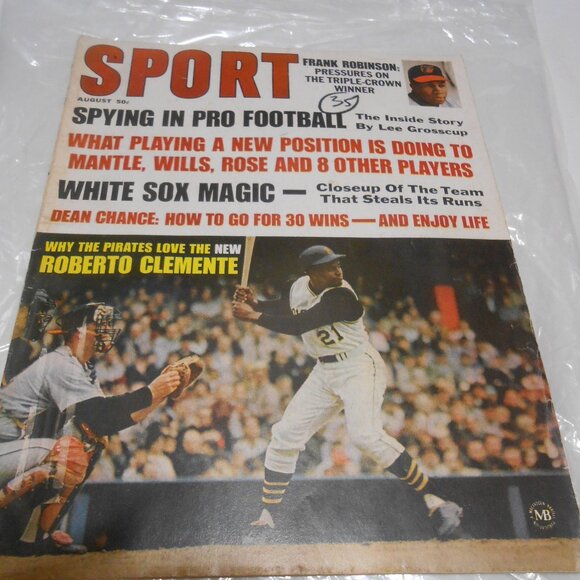 SPORT
FRANK ROBINSON:
PRESSURES ON
THE TRIPLE-CROWN
WINNER
AUGUST 50¢
35
SPYING IN PRO FOOTBALL The Inside Story
By Lee Grosscup
WHAT PLAYING A NEW POSITION IS DOING TO
MANTLE, WILLS, ROSE AND 8 OTHER PLAYERS
WHITE SOX MAGIC — Closeup Of The Team
That Steals Its Runs
DEAN CHANCE: HOW TO GO FOR 30 WINS—AND ENJOY LIFE
WHY THE PIRATES LOVE THE NEW
ROBERTO CLEMENTE
21
MB